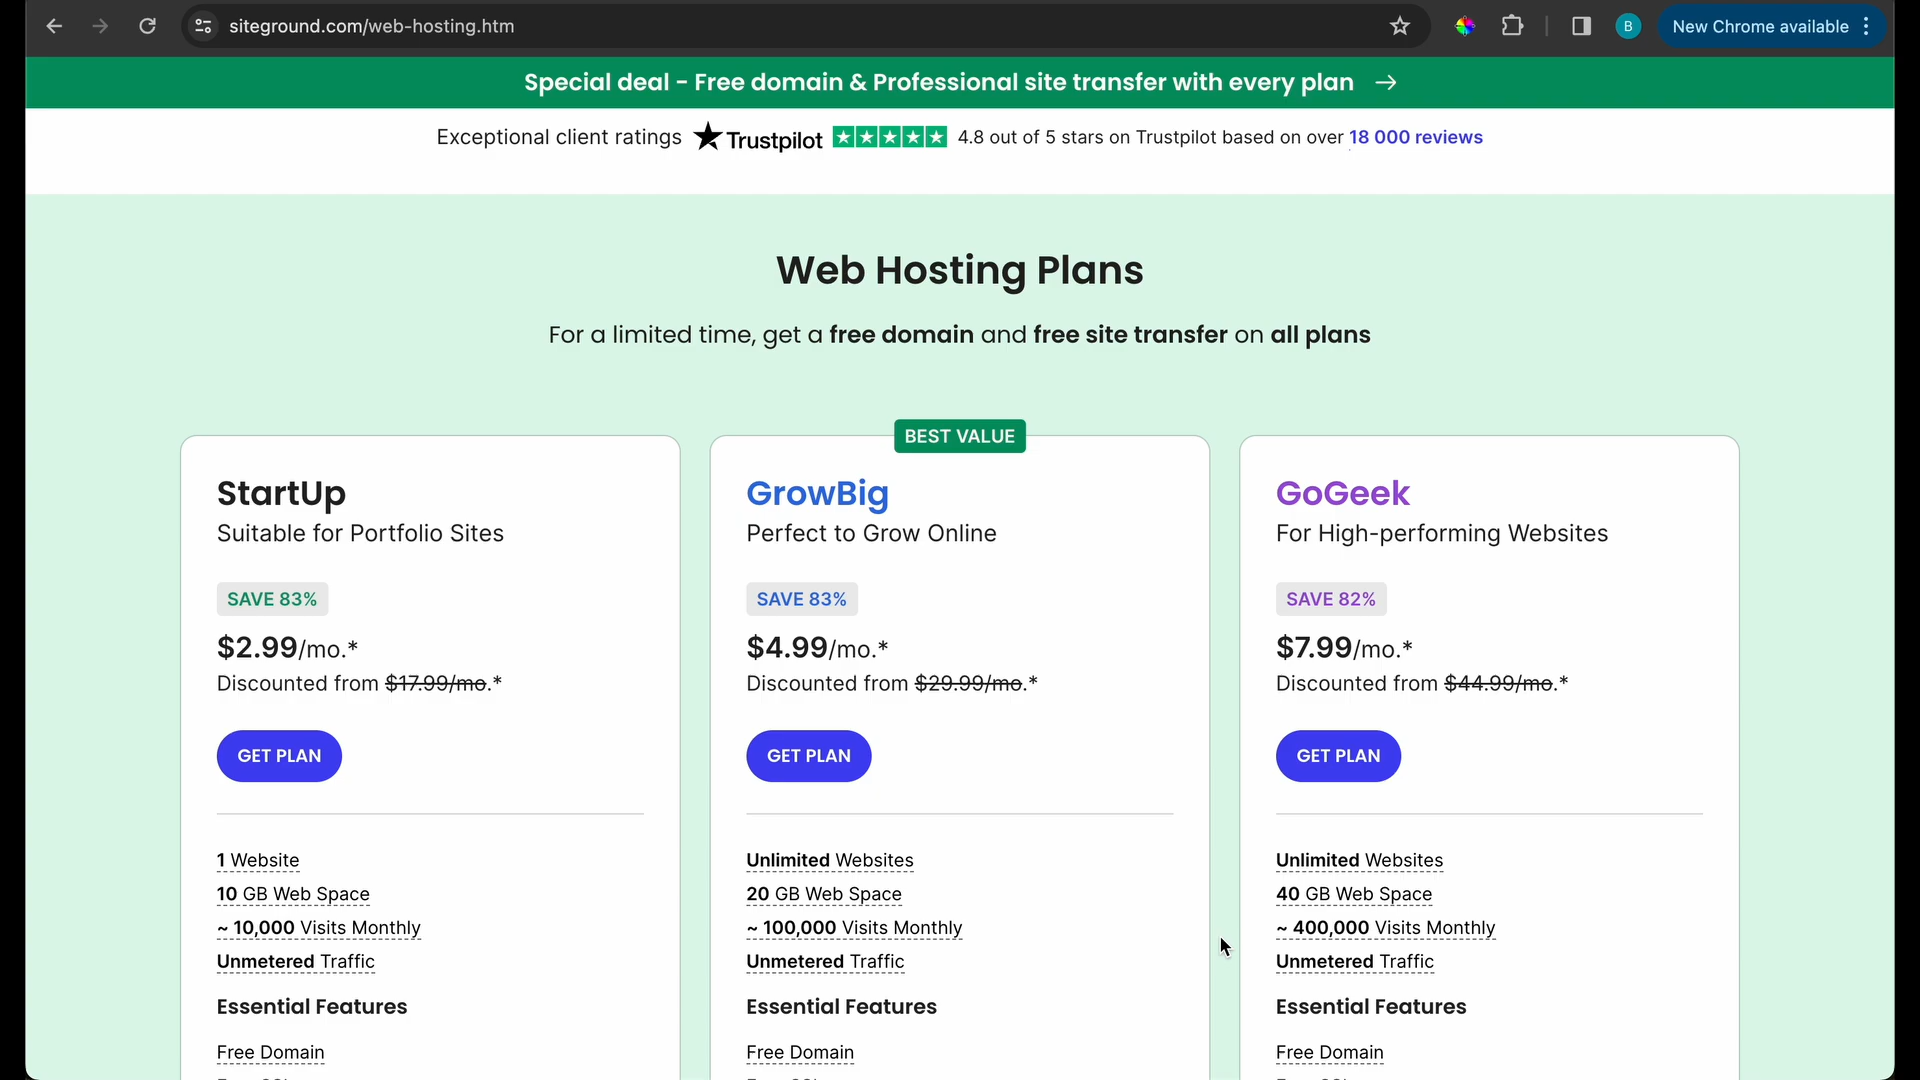 siteground.com/web-hosting.htm
B
New Chrome available
Special deal - Free domain & Professional site transfer with every plan →
Exceptional client ratings ★ Trustpilot 4.8 out of 5 stars on Trustpilot based on over 18 000 reviews
Web Hosting Plans
For a limited time, get a free domain and free site transfer on all plans
BEST VALUE
StartUp
Suitable for Portfolio Sites
SAVE 83%
$2.99/mo.*
Discounted from $17.99/mo.*
GET PLAN
1 Website
10 GB Web Space
~ 10,000 Visits Monthly
Unmetered Traffic
Essential Features
Free Domain
GrowBig
Perfect to Grow Online
SAVE 83%
$4.99/mo.*
Discounted from $29.99/mo.*
GET PLAN
Unlimited Websites
20 GB Web Space
~ 100,000 Visits Monthly
Unmetered Traffic
Essential Features
Free Domain
GoGeek
For High-performing Websites
SAVE 82%
$7.99/mo.*
Discounted from $44.99/mo.*
GET PLAN
Unlimited Websites
40 GB Web Space
~ 400,000 Visits Monthly
Unmetered Traffic
Essential Features
Free Domain